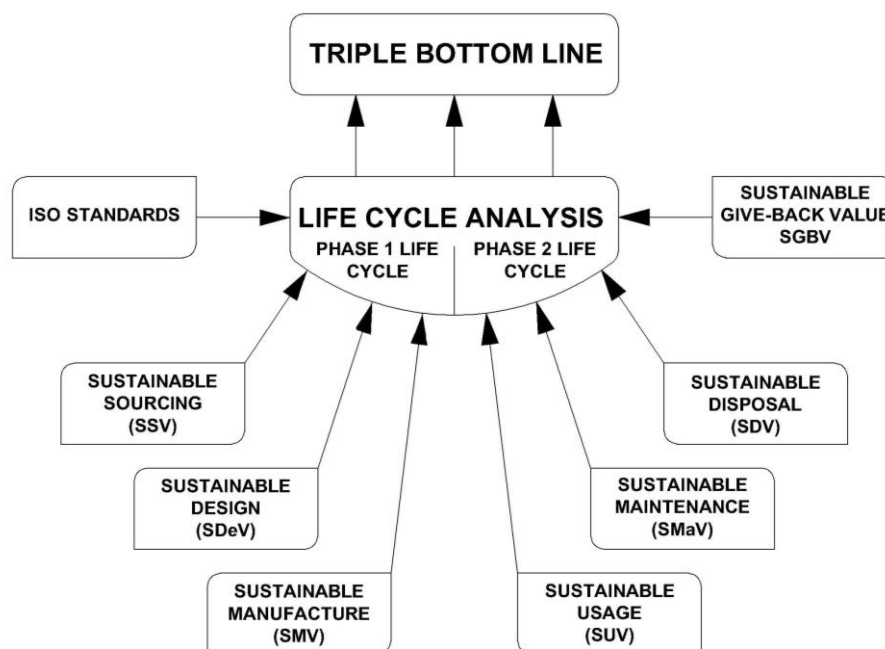 TRIPLE BOTTOM LINE
ISO STANDARDS
LIFE CYCLE ANALYSIS
PHASE 1 LIFE
CYCLE
PHASE 2 LIFE
CYCLE
SUSTAINABLE
GIVE-BACK VALUE
SGBV
SUSTAINABLE
SOURCING
(SSV)
SUSTAINABLE
DISPOSAL
(SDV)
SUSTAINABLE
DESIGN
(SDeV)
SUSTAINABLE
MAINTENANCE
(SMaV)
SUSTAINABLE
MANUFACTURE
(SMV)
SUSTAINABLE
USAGE
(SUV)